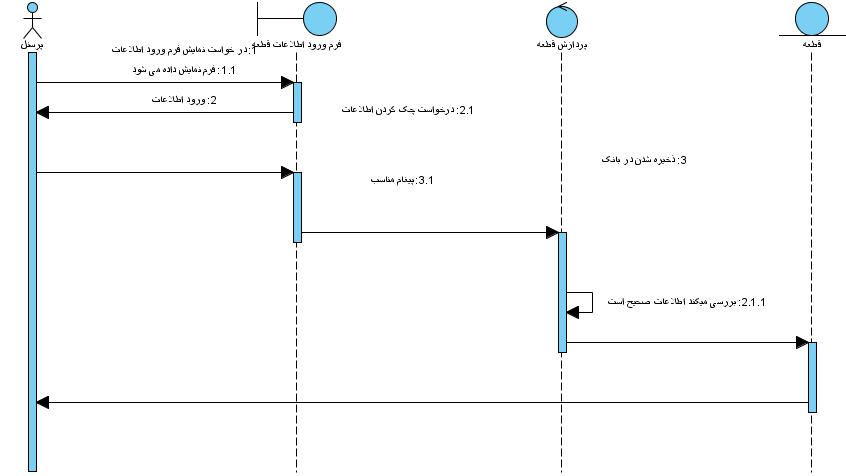 پرسنل
فرم ورود اطلاعات قطعه
پردازش قطعه
قطعه
1: در خواست نمایش فرم ورود اطلاعات
1.1: فرم نمایش داده می شود
2: ورود اطلاعات
2.1: درخواست چک کردن اطلاعات
3: ذخیره شدن در بانک
3.1: پیغام مناسب
2.1.1: بررسی میکند اطلاعات صحیح است